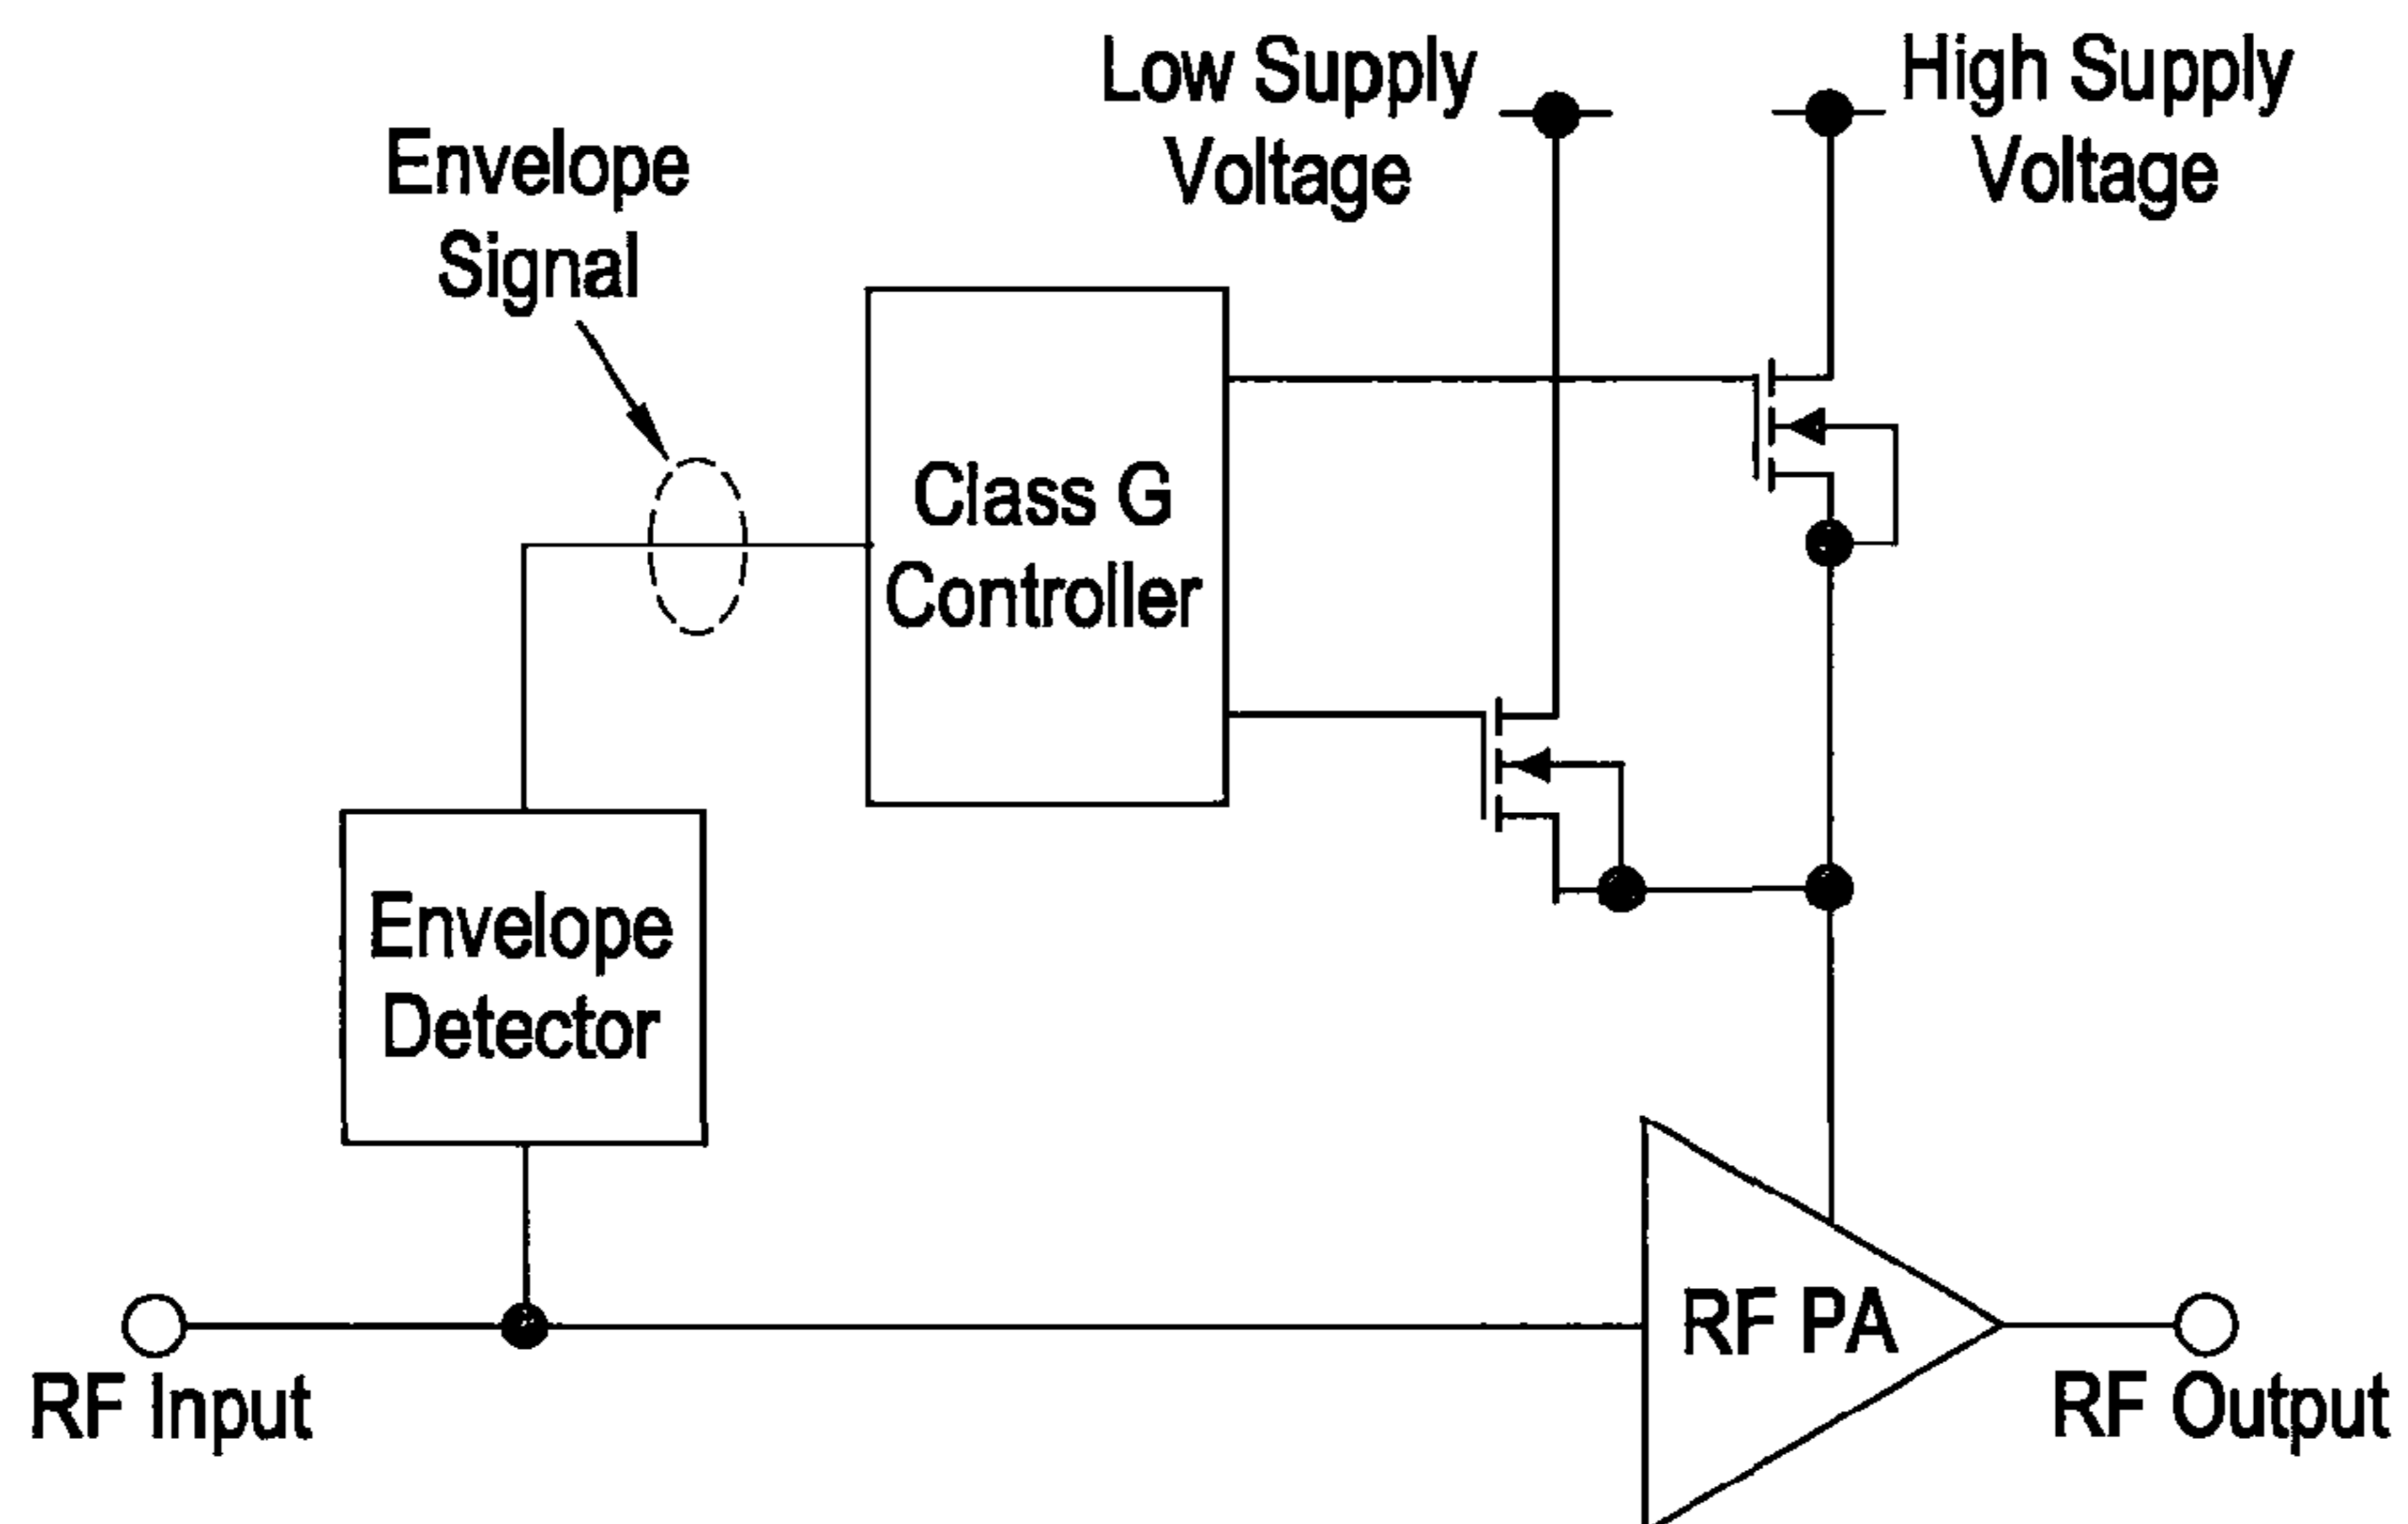 Low Supply
Voltage
High Supply
Voltage
Envelope
Signal
Class G
Controller
Envelope
Detector
RF Input
RF PA
RF Output